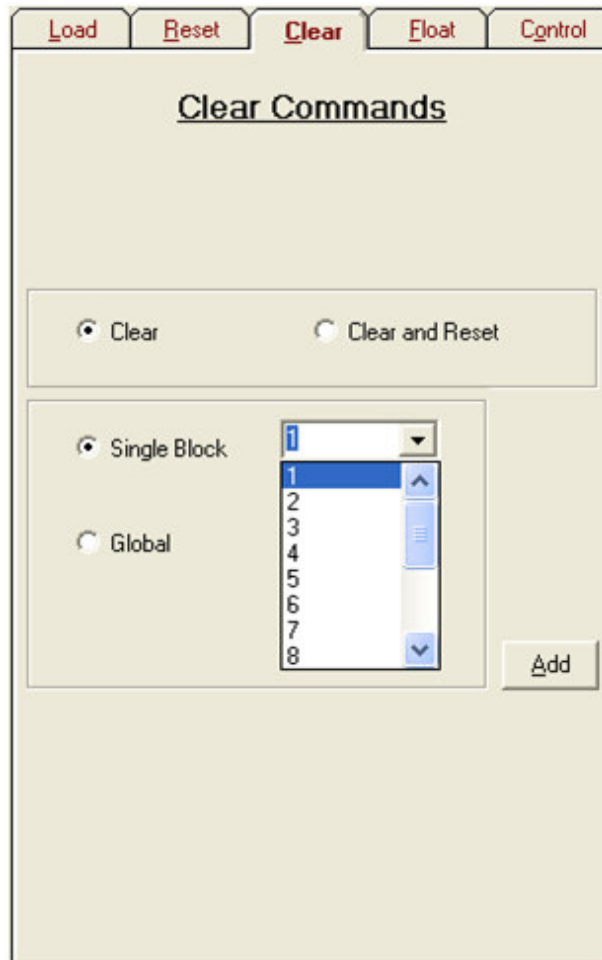 Load Reset Clear Float Control
Clear Commands
Clear Clear and Reset
Single Block 1
1
2
Global 3
4
5
6
7
8
Add